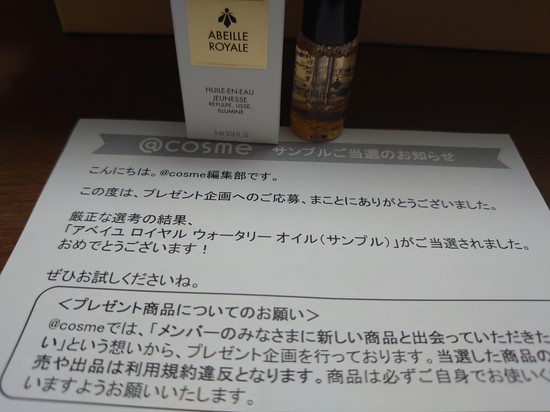 ABEILLE
ROYALE
HUILE-EN-EAU
JEUNESSE
REPULPE, LISSE,
ILLUMINE
@cosme サンプルご当選のお知らせ
こんにちは。@cosme編集部です。
この度は、プレゼント企画へのご応募、まことにありがとうございました。
厳正な選考の結果、
「アベイユ ロイヤル ウォータリー オイル(サンプル)」がご当選されました。
おめでとうございます!
ぜひお試しくださいね。
<プレゼント商品についてのお願い>
@cosmeでは、「メンバーのみなさまに新しい商品と出会っていただきた
い」という想いから、プレゼント企画を行っております。当選した商品の
売や出品は利用規約違反となります。商品は必ずご自身でお使いく
いますようお願いいたします。